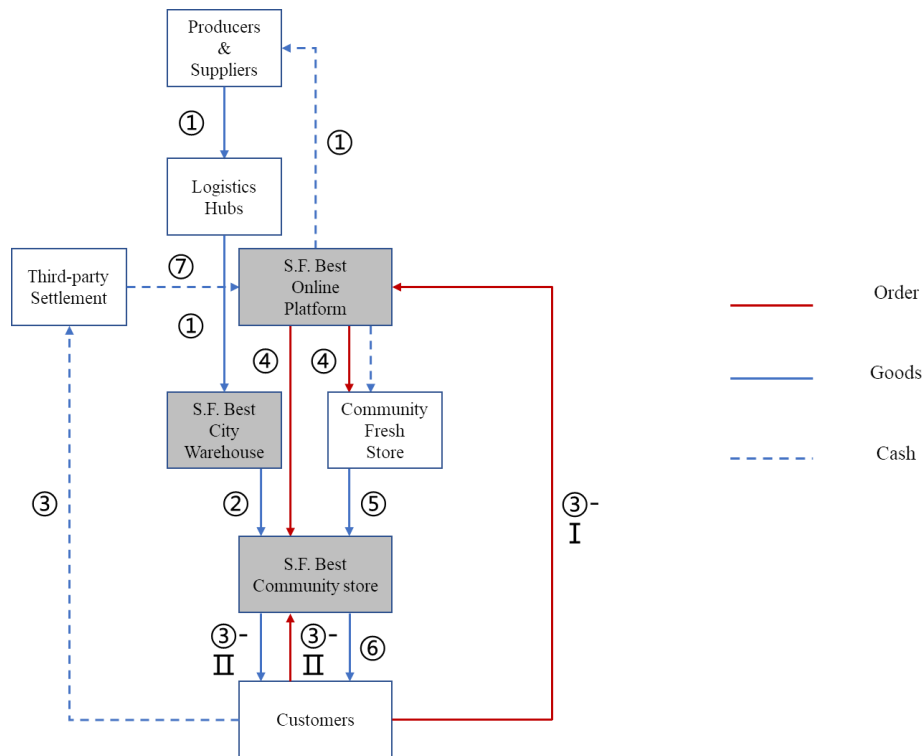 Producers
&
Suppliers
①
①
Logistics
Hubs
Third-party
Settlement
⑦
S.F. Best
Online
Platform
Order
①
④
④
Goods
S.F. Best
City
Warehouse
Community
Fresh
Store
Cash
③
②
⑤
③-
I
S.F. Best
Community store
③-
II
③-
II
⑥
Customers